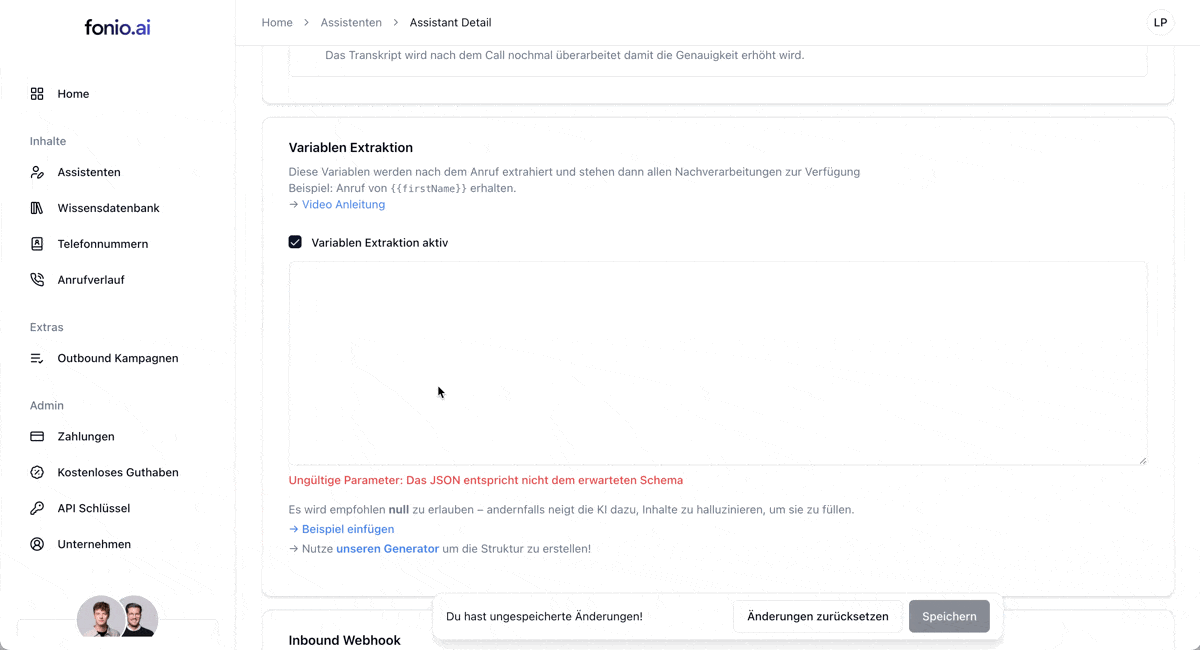 fonio.ai
Home > Assistenten > Assistant Detail
LP
Home
Inhalte
Assistenten
Wissensdatenbank
Telefonnummern
Anrufverlauf
Extras
Outbound Kampagnen
Admin
Zahlungen
Kostenloses Guthaben
API Schlüssel
Unternehmen
Das Transkript wird nach dem Call nochmal überarbeitet damit die Genauigkeit erhöht wird.
Variablen Extraktion
Diese Variablen werden nach dem Anruf extrahiert und stehen dann allen Nachverarbeitungen zur Verfügung
Beispiel: Anruf von {{firstName}} erhalten.
→ Video Anleitung
Variablen Extraktion aktiv
Ungültige Parameter: Das JSON entspricht nicht dem erwarteten Schema
Es wird empfohlen null zu erlauben – andernfalls neigt die KI dazu, Inhalte zu halluzinieren, um sie zu füllen.
→ Beispiel einfügen
→ Nutze unseren Generator um die Struktur zu erstellen!
Du hast ungespeicherte Änderungen!
Änderungen zurücksetzen
Speichern
Inbound Webhook